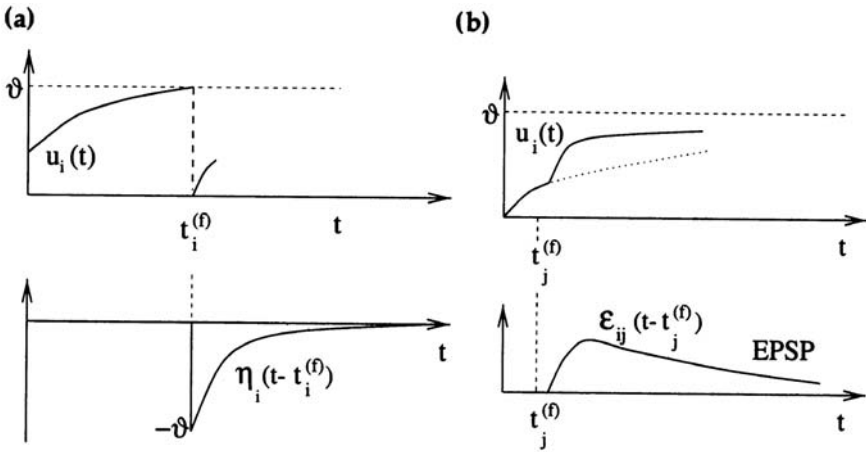 (a)
ϑ
u_i(t)
t_i^(f)
t
t
η_i(t- t_i^(f))
−ϑ
(b)
ϑ
u_i(t)
t_j^(f)
t
ε_ij(t- t_j^(f))
EPSP
t_j^(f)
t